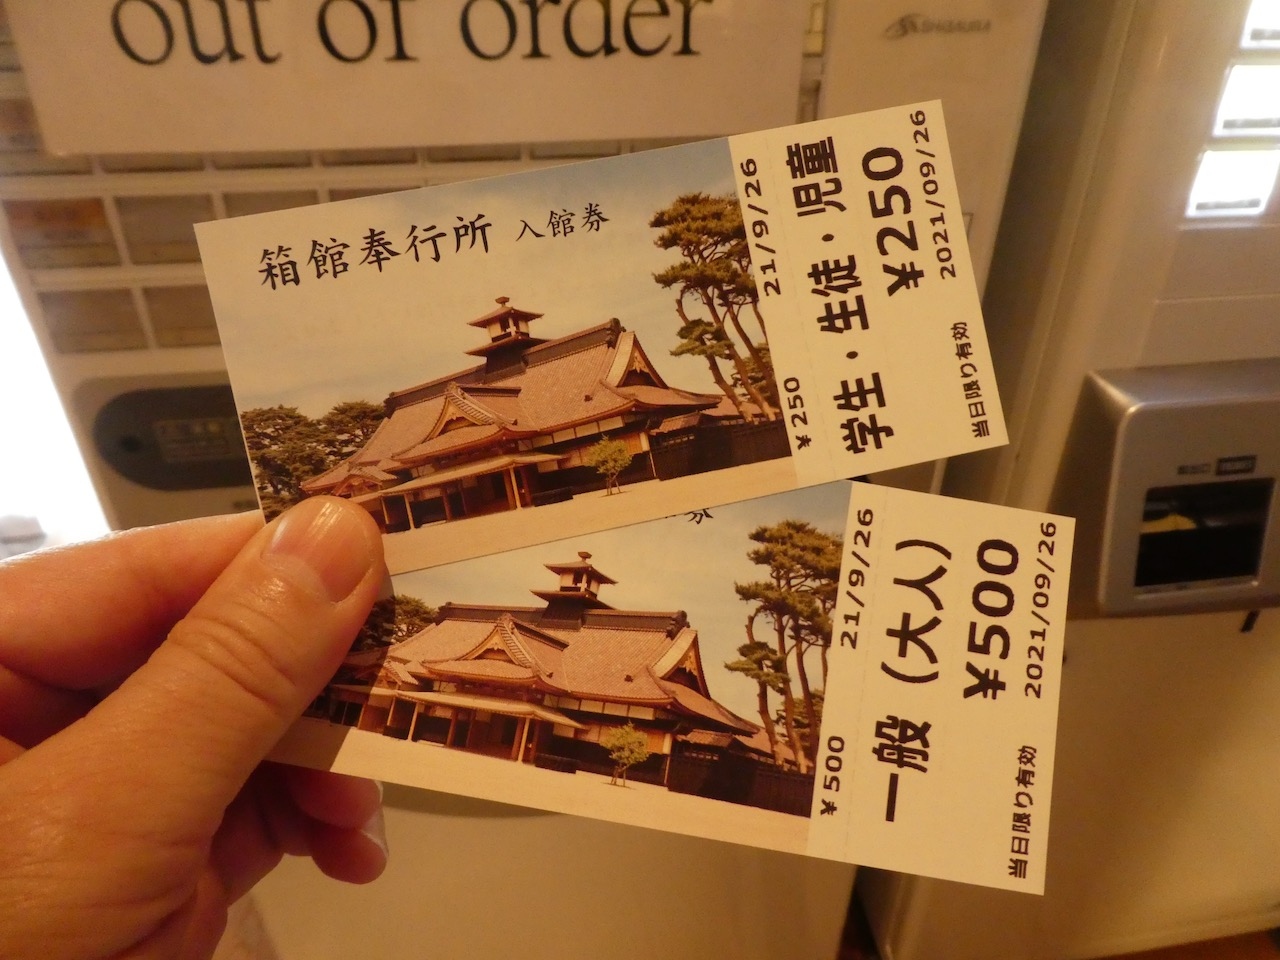 out of order
SHIBAURA
箱館奉行所 入館券
21/9/26
¥250
学生・生徒・児童
¥250
2021/09/26
当日限り有効
券
21/9/26
¥500
一般（大人）
¥500
2021/09/26
当日限り有効